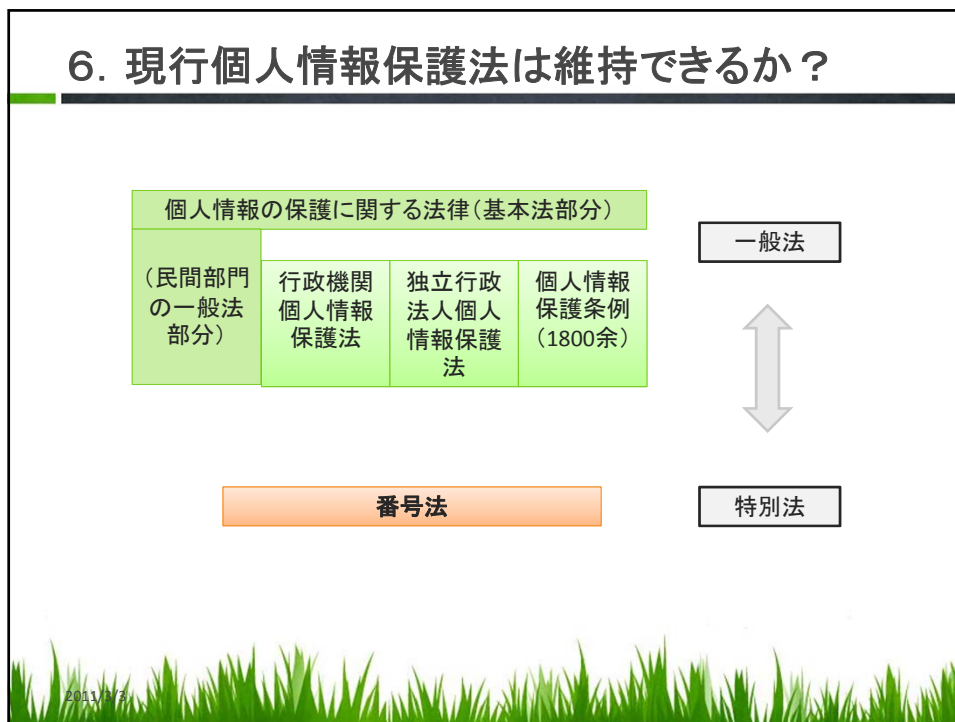 6．現行個人情報保護法は維持できるか？
個人情報の保護に関する法律（基本法部分）
（民間部門
の一般法
部分）
行政機関
個人情報
保護法
独立行政
法人個人
情報保護
法
個人情報
保護条例
（1800余）
一般法
番号法
特別法
2011/3/3